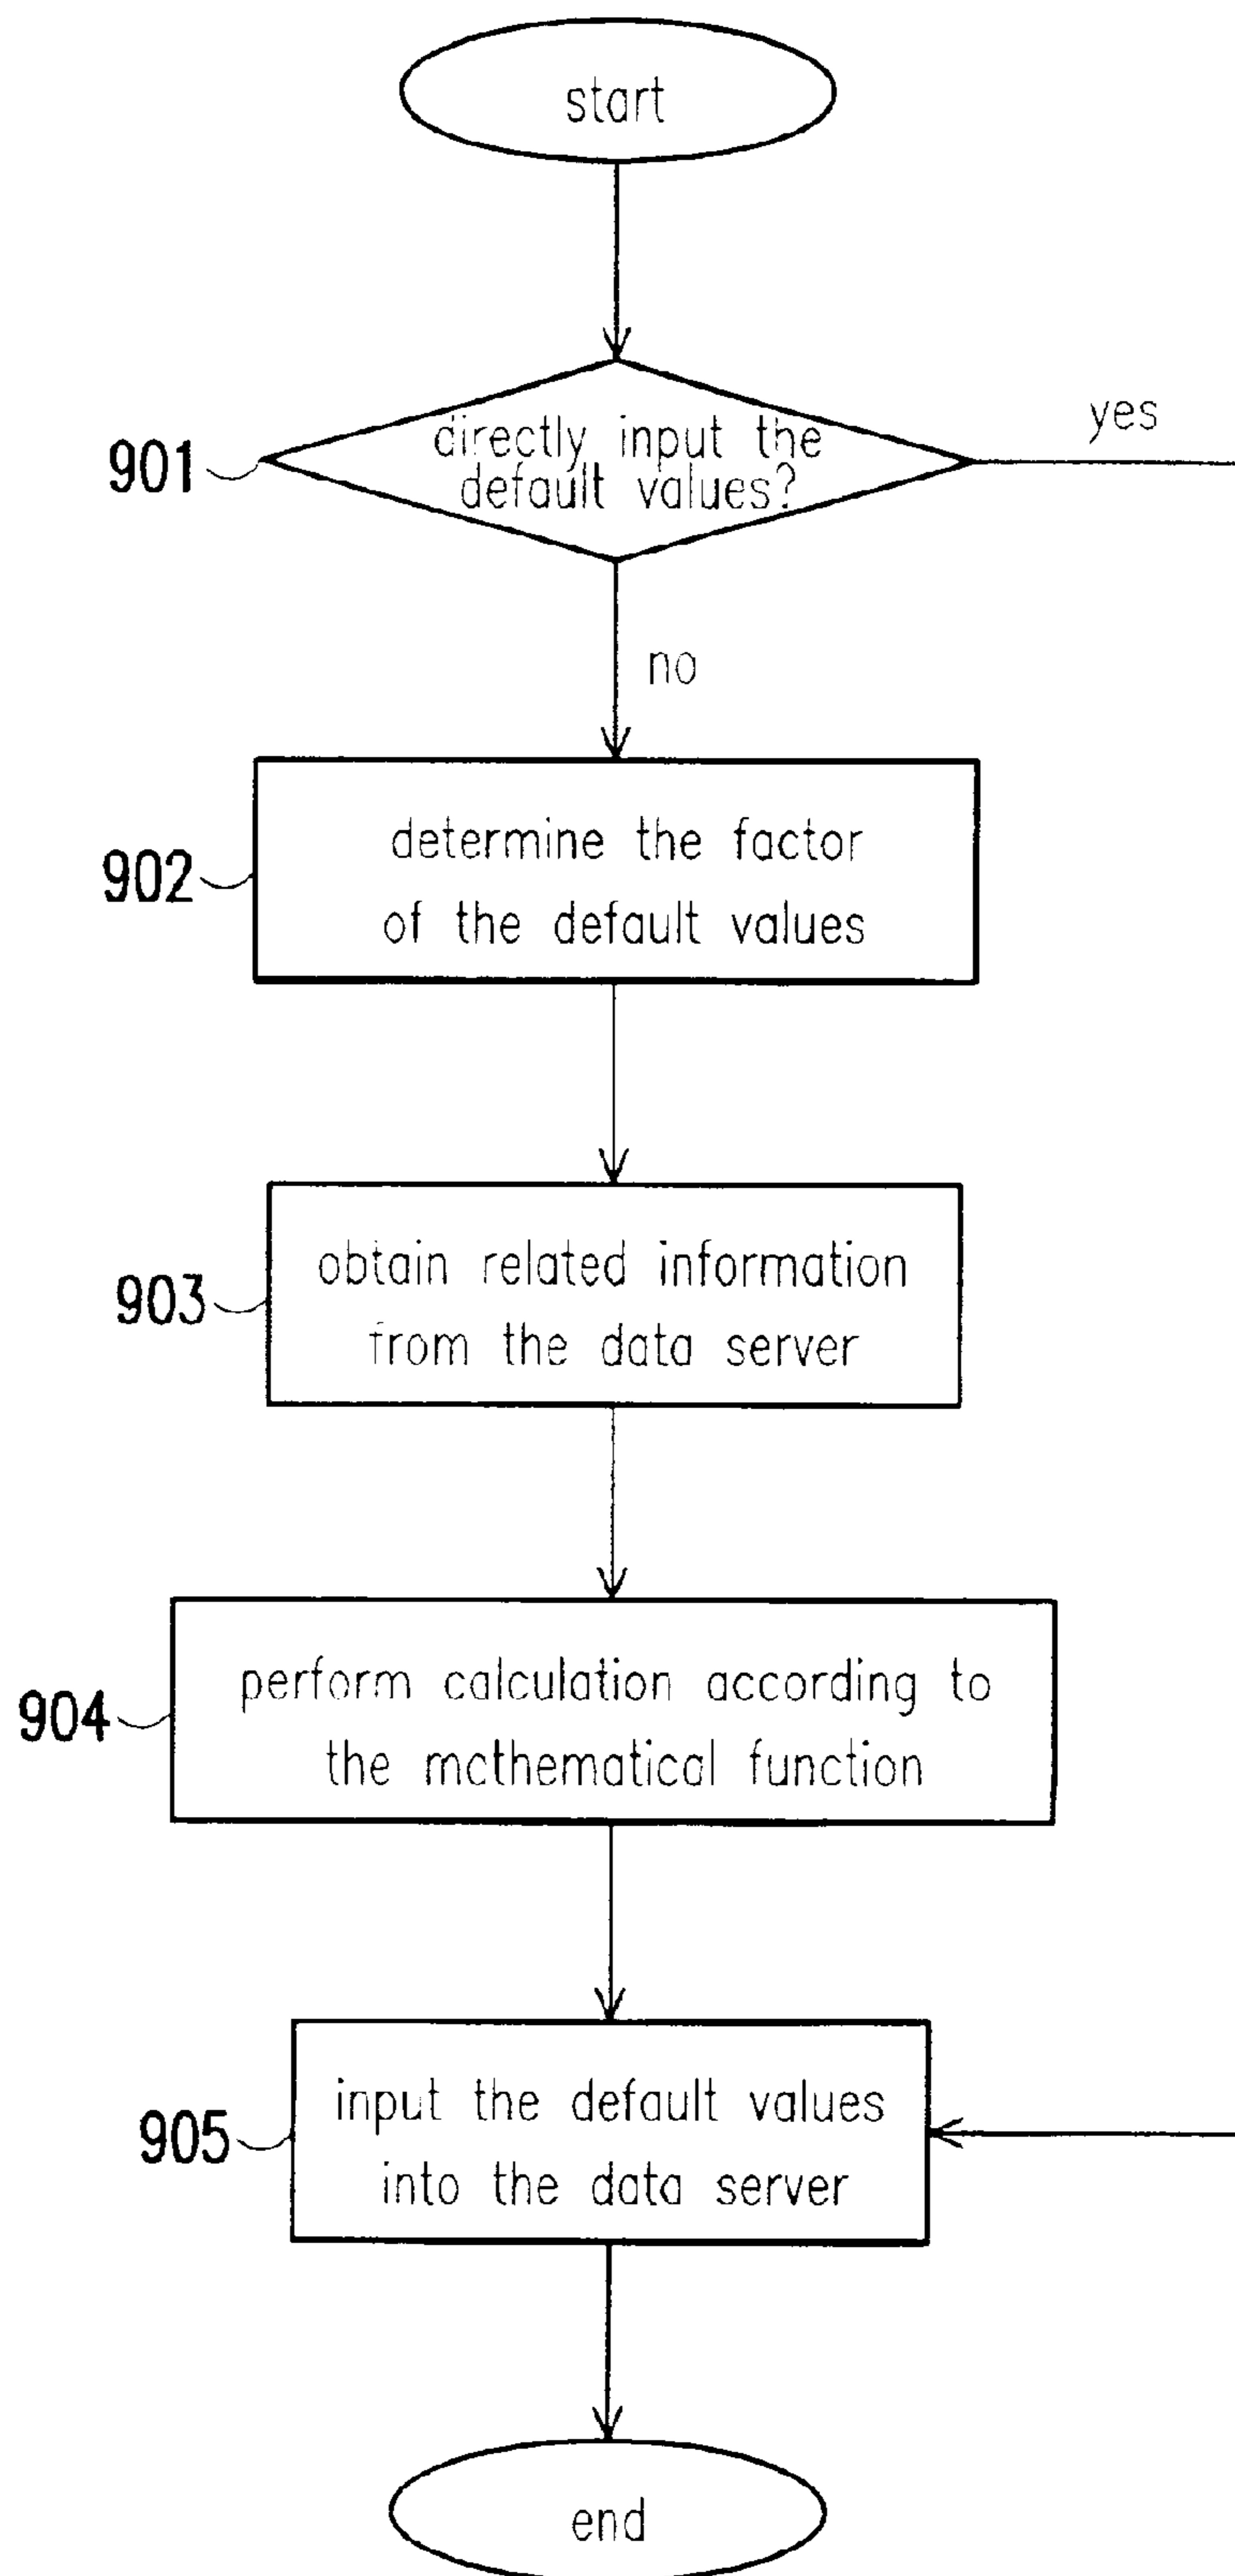 start
901
directly input the
default values?
yes
no
902
determine the factor
of the default values
903
obtain related information
from the data server
904
perform calculation according to
the mathematical function
905
input the default values
into the data server
end